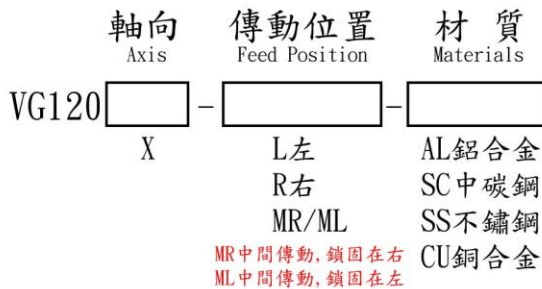 軸向 傳動位置 材質
Axis Feed Position Materials
VG120 - -
X L左 AL鋁合金
R右 SC中碳鋼
MR/ML SS不鏽鋼
MR中間傳動,鎖固在右 CU銅合金
ML中間傳動,鎖固在左